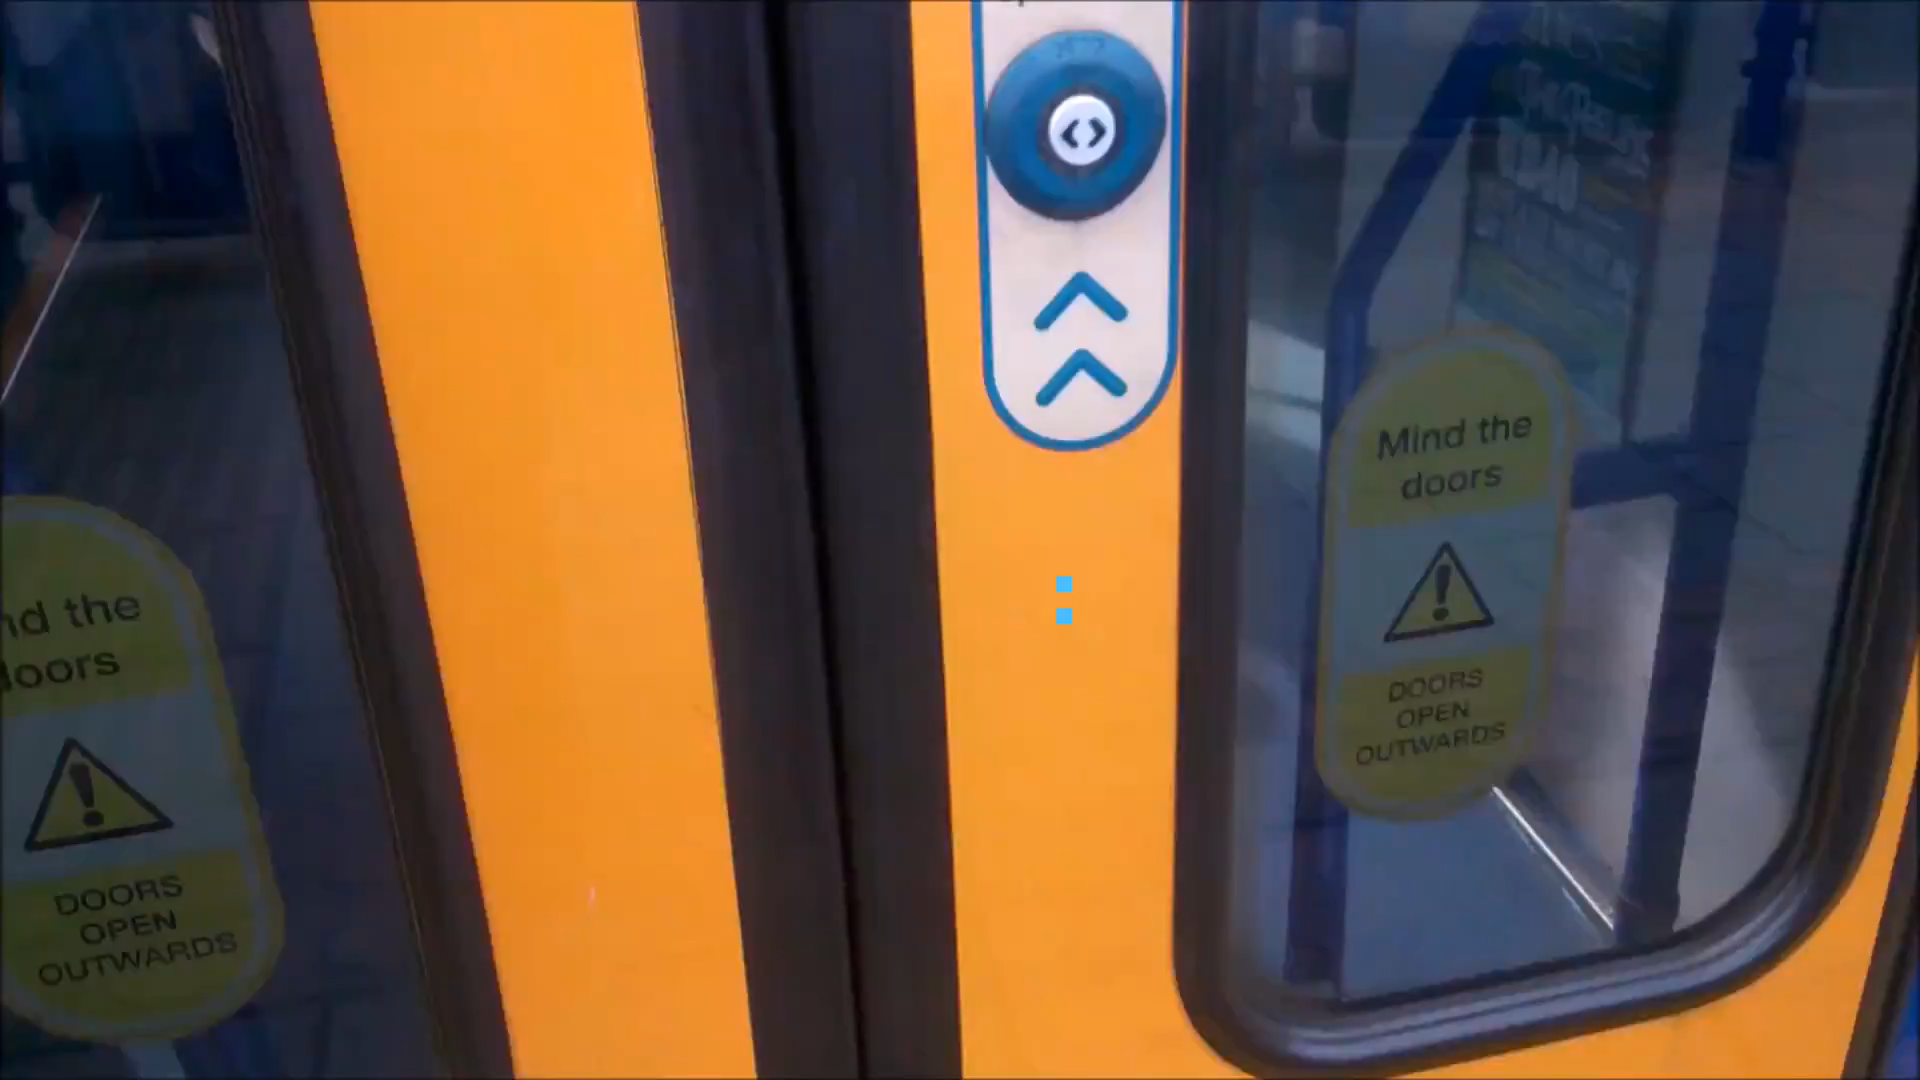 Mind the
doors
DOORS
OPEN
OUTWARDS
nd the
doors
DOORS
OPEN
OUTWARDS